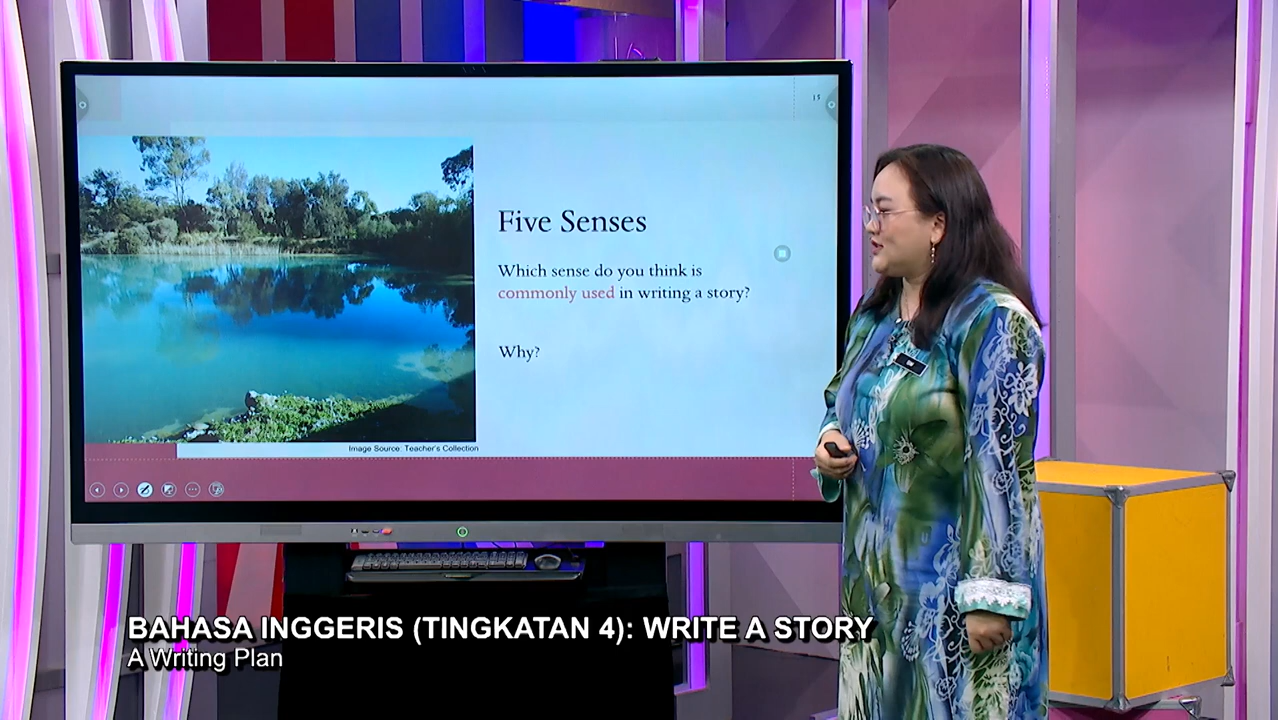 15
Five Senses
Which sense do you think is
commonly used in writing a story?
Why?
Image Source: Teacher's Collection
BAHASA INGGERIS (TINGKATAN 4): WRITE A STORY
A Writing Plan